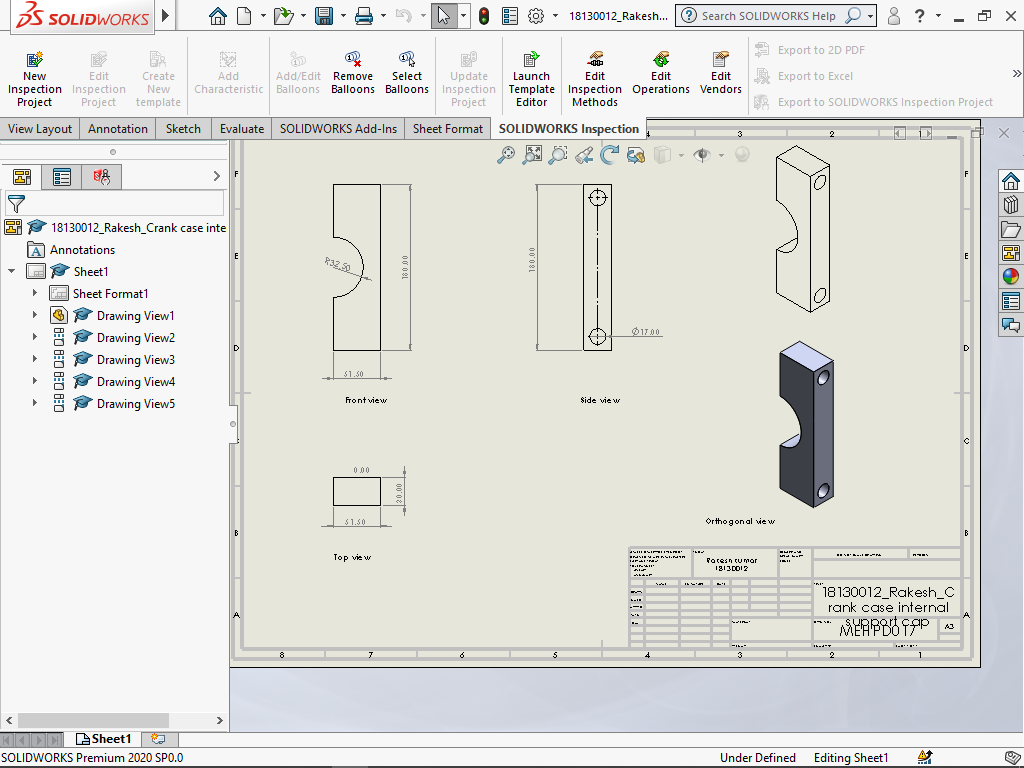 SOLIDWORKS
18130012_Rakesh...
Search SOLIDWORKS Help
New Inspection Project
Edit Inspection Project
Create New template
Add Characteristic
Add/Edit Balloons
Remove Balloons
Select Balloons
Update Inspection Project
Launch Template Editor
Edit Inspection Methods
Edit Operations
Edit Vendors
Export to 2D PDF
Export to Excel
Export to SOLIDWORKS Inspection Project
View Layout
Annotation
Sketch
Evaluate
SOLIDWORKS Add-Ins
Sheet Format
SOLIDWORKS Inspection
18130012_Rakesh_Crank case inte
Annotations
Sheet1
Sheet Format1
Drawing View1
Drawing View2
Drawing View3
Drawing View4
Drawing View5
4 3 2
F F
E E
D D
C
B B
A A
R32.50
180.00
51.50
Front view
180.00
Ø17.00
Side view
0.00
30.00
51.50
Top view
Orthogonal view
Rakesh kumar
18130012
18130012_Rakesh_C
rank case internal
support cap
MEHPD017
A3
8 7 6 5 4 3 2 1
Sheet1
SOLIDWORKS Premium 2020 SP0.0
Under Defined
Editing Sheet1